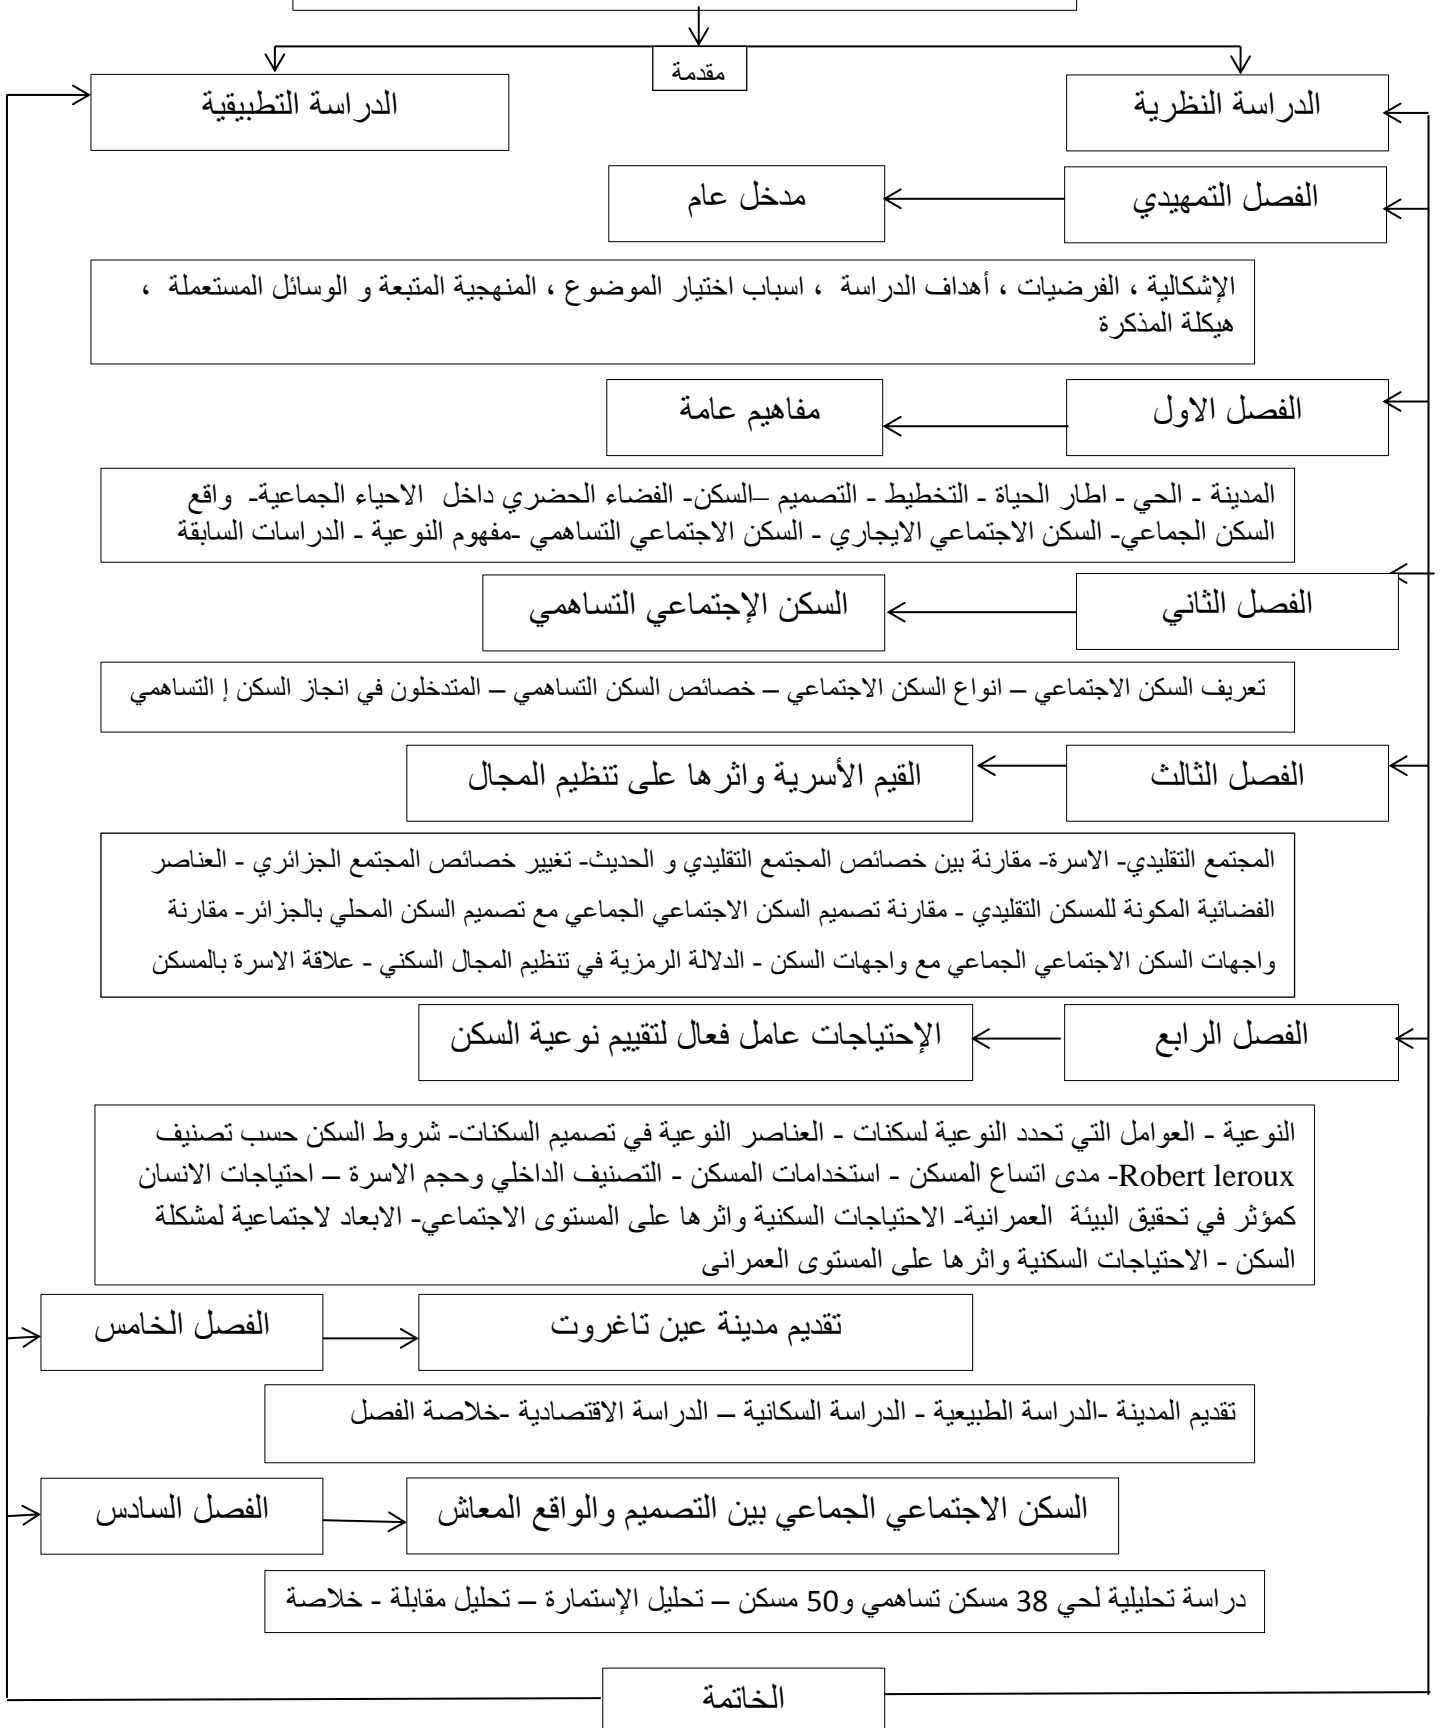 مقدمة
الدراسة النظرية
الدراسة التطبيقية
الفصل التمهيدي
مدخل عام
الإشكالية ، الفرضيات ، أهداف الدراسة ، اسباب اختيار الموضوع ، المنهجية المتبعة و الوسائل المستعملة ،
هيكلة المذكرة
الفصل الاول
مفاهيم عامة
المدينة - الحي - اطار الحياة - التخطيط - التصميم –السكن- الفضاء الحضري داخل الاحياء الجماعية- واقع
السكن الجماعي- السكن الاجتماعي الايجاري - السكن الاجتماعي التساهمي -مفهوم النوعية - الدراسات السابقة
الفصل الثاني
السكن الإجتماعي التساهمي
تعريف السكن الاجتماعي – انواع السكن الاجتماعي – خصائص السكن التساهمي – المتدخلون في انجاز السكن إ التساهمي
الفصل الثالث
القيم الأسرية واثرها على تنظيم المجال
المجتمع التقليدي- الاسرة- مقارنة بين خصائص المجتمع التقليدي و الحديث- تغيير خصائص المجتمع الجزائري - العناصر
الفضائية المكونة للمسكن التقليدي - مقارنة تصميم السكن الاجتماعي الجماعي مع تصميم السكن المحلي بالجزائر- مقارنة
واجهات السكن الاجتماعي الجماعي مع واجهات السكن - الدلالة الرمزية في تنظيم المجال السكني - علاقة الاسرة بالمسكن
الفصل الرابع
الإحتياجات عامل فعال لتقييم نوعية السكن
النوعية - العوامل التي تحدد النوعية لسكنات - العناصر النوعية في تصميم السكنات- شروط السكن حسب تصنيف
Robert leroux- مدى اتساع المسكن - استخدامات المسكن - التصنيف الداخلي وحجم الاسرة – احتياجات الانسان
كمؤثر في تحقيق البيئة العمرانية- الاحتياجات السكنية واثرها على المستوى الاجتماعي- الابعاد لاجتماعية لمشكلة
السكن - الاحتياجات السكنية واثرها على المستوى العمرانى
الفصل الخامس
تقديم مدينة عين تاغروت
تقديم المدينة -الدراسة الطبيعية - الدراسة السكانية – الدراسة الاقتصادية -خلاصة الفصل
الفصل السادس
السكن الاجتماعي الجماعي بين التصميم والواقع المعاش
دراسة تحليلية لحي 38 مسكن تساهمي و50 مسكن – تحليل الإستمارة – تحليل مقابلة - خلاصة
الخاتمة